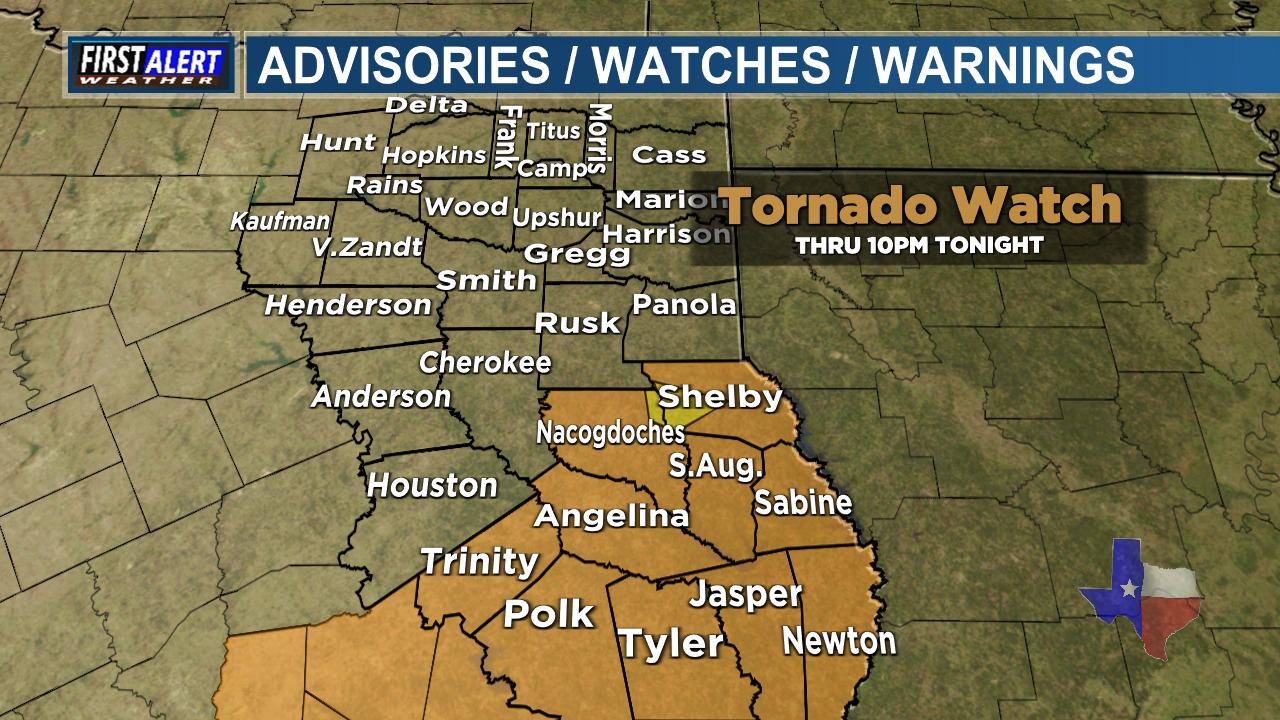 FIRST ALERT
WEATHER
ADVISORIES / WATCHES / WARNINGS
Delta
Frank
Titus
Morris
Hunt
Hopkins
Camp
Cass
Rains
Wood
Upshur
Marion
Tornado Watch
THRU 10PM TONIGHT
Kaufman
V.Zandt
Harrison
Gregg
Smith
Henderson
Rusk
Panola
Cherokee
Anderson
Shelby
Nacogdoches
S.Aug.
Houston
Sabine
Angelina
Trinity
Jasper
Polk
Tyler
Newton